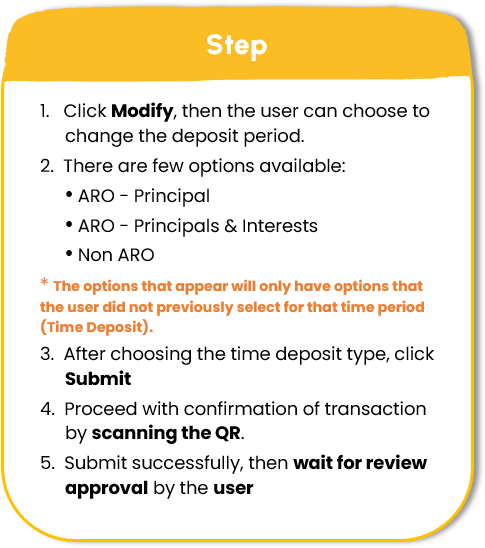 Step
1. Click Modify, then the user can choose to
change the deposit period.
2. There are few options available:
• ARO - Principal
• ARO - Principals & Interests
• Non ARO
* The options that appear will only have options that
the user did not previously select for that time period
(Time Deposit).
3. After choosing the time deposit type, click
Submit
4. Proceed with confirmation of transaction
by scanning the QR.
5. Submit successfully, then wait for review
approval by the user